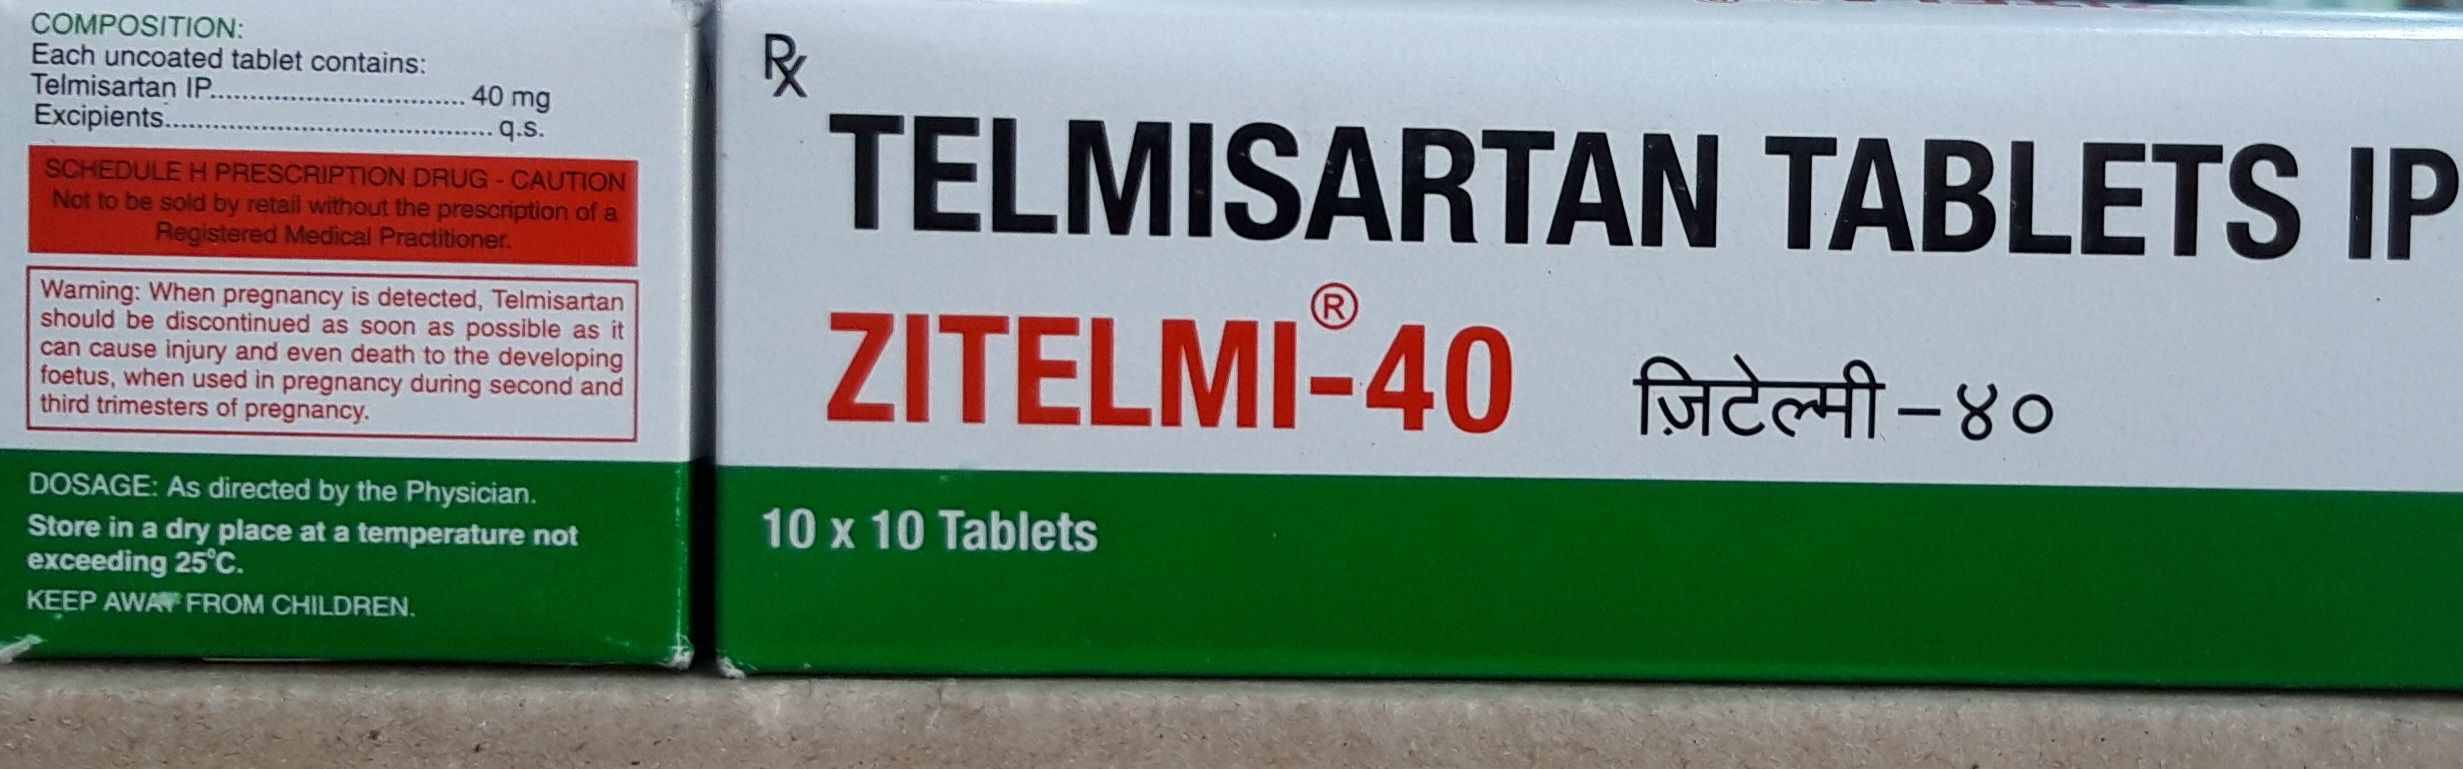 COMPOSITION:
Each uncoated tablet contains:
Telmisartan IP................................. 40 mg
Excipients.......................................... q.s.
SCHEDULE H PRESCRIPTION DRUG - CAUTION
Not to be sold by retail without the prescription of a
Registered Medical Practitioner.
Warning: When pregnancy is detected, Telmisartan
should be discontinued as soon as possible as it
can cause injury and even death to the developing
foetus, when used in pregnancy during second and
third trimesters of pregnancy.
DOSAGE: As directed by the Physician.
Store in a dry place at a temperature not
exceeding 25°C.
KEEP AWAY FROM CHILDREN.
Rx
TELMISARTAN TABLETS IP
ZITELMI®-40 ज़िटेल्मी – ४०
10 x 10 Tablets